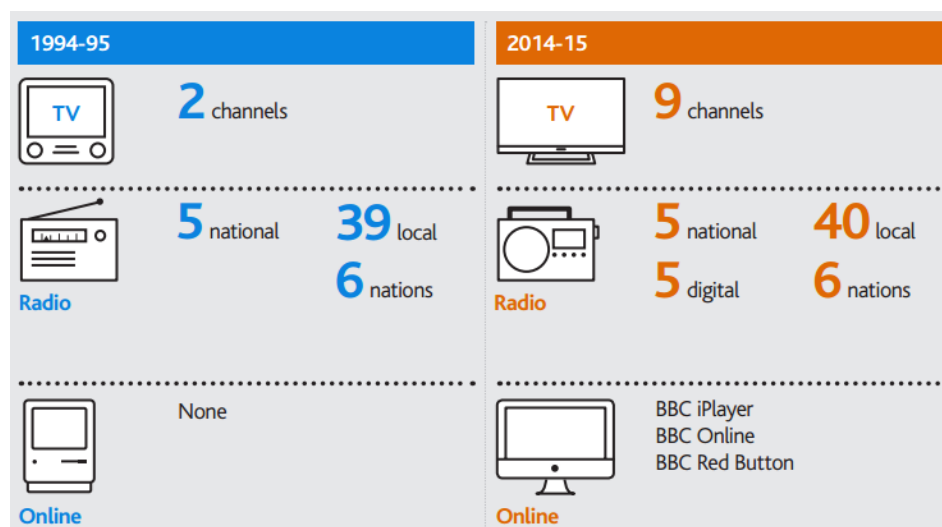 1994-95
TV
2 channels
5 national
39 local
6 nations
Radio
None
Online
2014-15
TV
9 channels
5 national
40 local
5 digital
6 nations
Radio
BBC iPlayer
BBC Online
BBC Red Button
Online